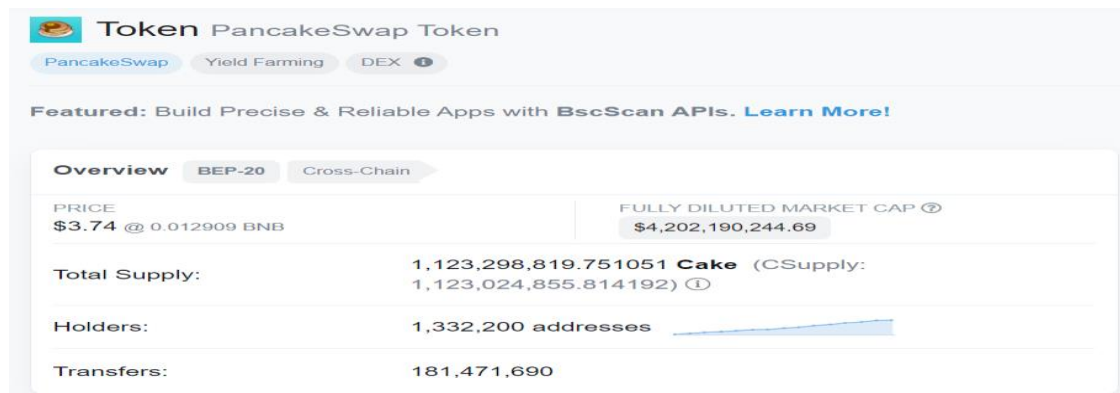 Token PancakeSwap Token
PancakeSwap Yield Farming DEX
Featured: Build Precise & Reliable Apps with BscScan APIs. Learn More!
Overview BEP-20 Cross-Chain
PRICE
$3.74 @ 0.012909 BNB
FULLY DILUTED MARKET CAP
$4,202,190,244.69
Total Supply:
1,123,298,819.751051 Cake (CSupply:
1,123,024,855.814192)
Holders:
1,332,200 addresses
Transfers:
181,471,690